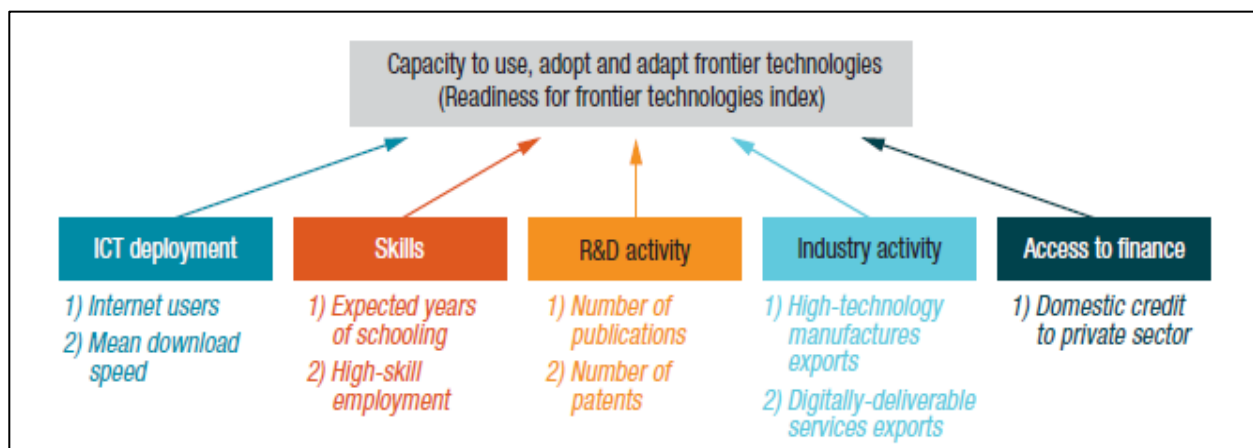 Capacity to use, adopt and adapt frontier technologies
(Readiness for frontier technologies index)
ICT deployment
1) Internet users
2) Mean download
speed
Skills
1) Expected years
of schooling
2) High-skill
employment
R&D activity
1) Number of
publications
2) Number of
patents
Industry activity
1) High-technology
manufactures
exports
2) Digitally-deliverable
services exports
Access to finance
1) Domestic credit
to private sector